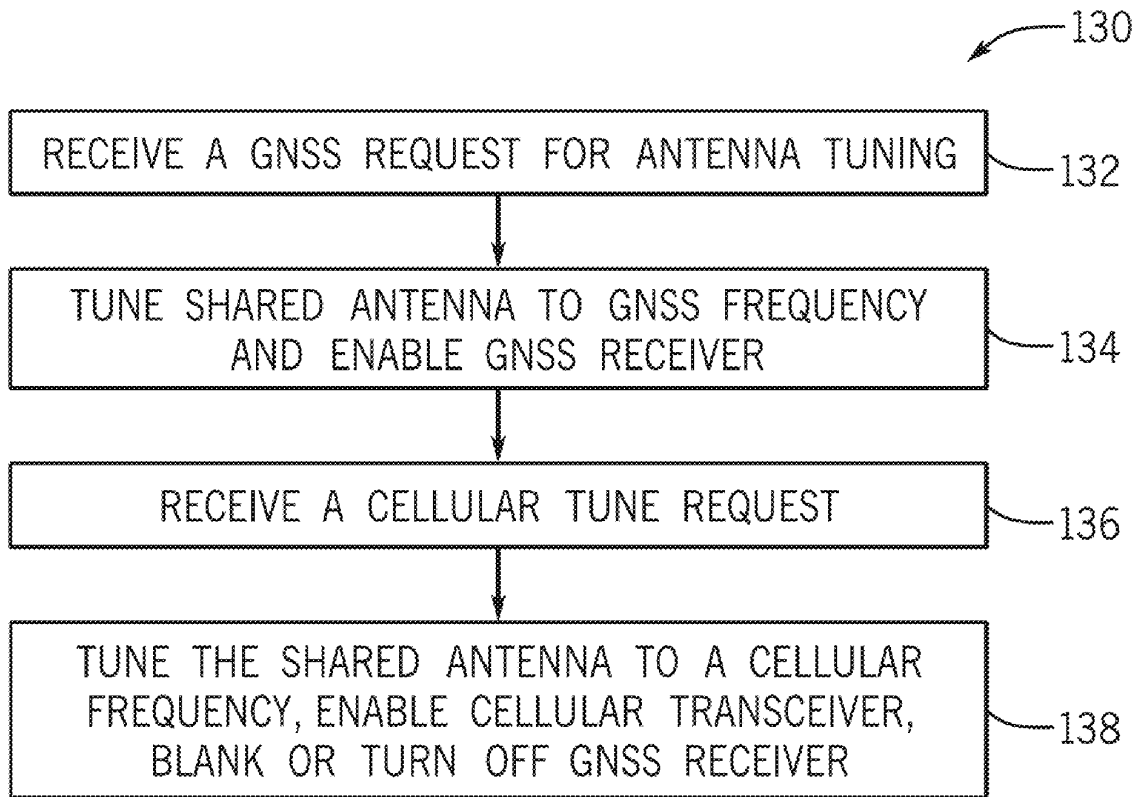 130
RECEIVE A GNSS REQUEST FOR ANTENNA TUNING
132
TUNE SHARED ANTENNA TO GNSS FREQUENCY
AND ENABLE GNSS RECEIVER
134
RECEIVE A CELLULAR TUNE REQUEST
136
TUNE THE SHARED ANTENNA TO A CELLULAR
FREQUENCY, ENABLE CELLULAR TRANSCEIVER,
BLANK OR TURN OFF GNSS RECEIVER
138